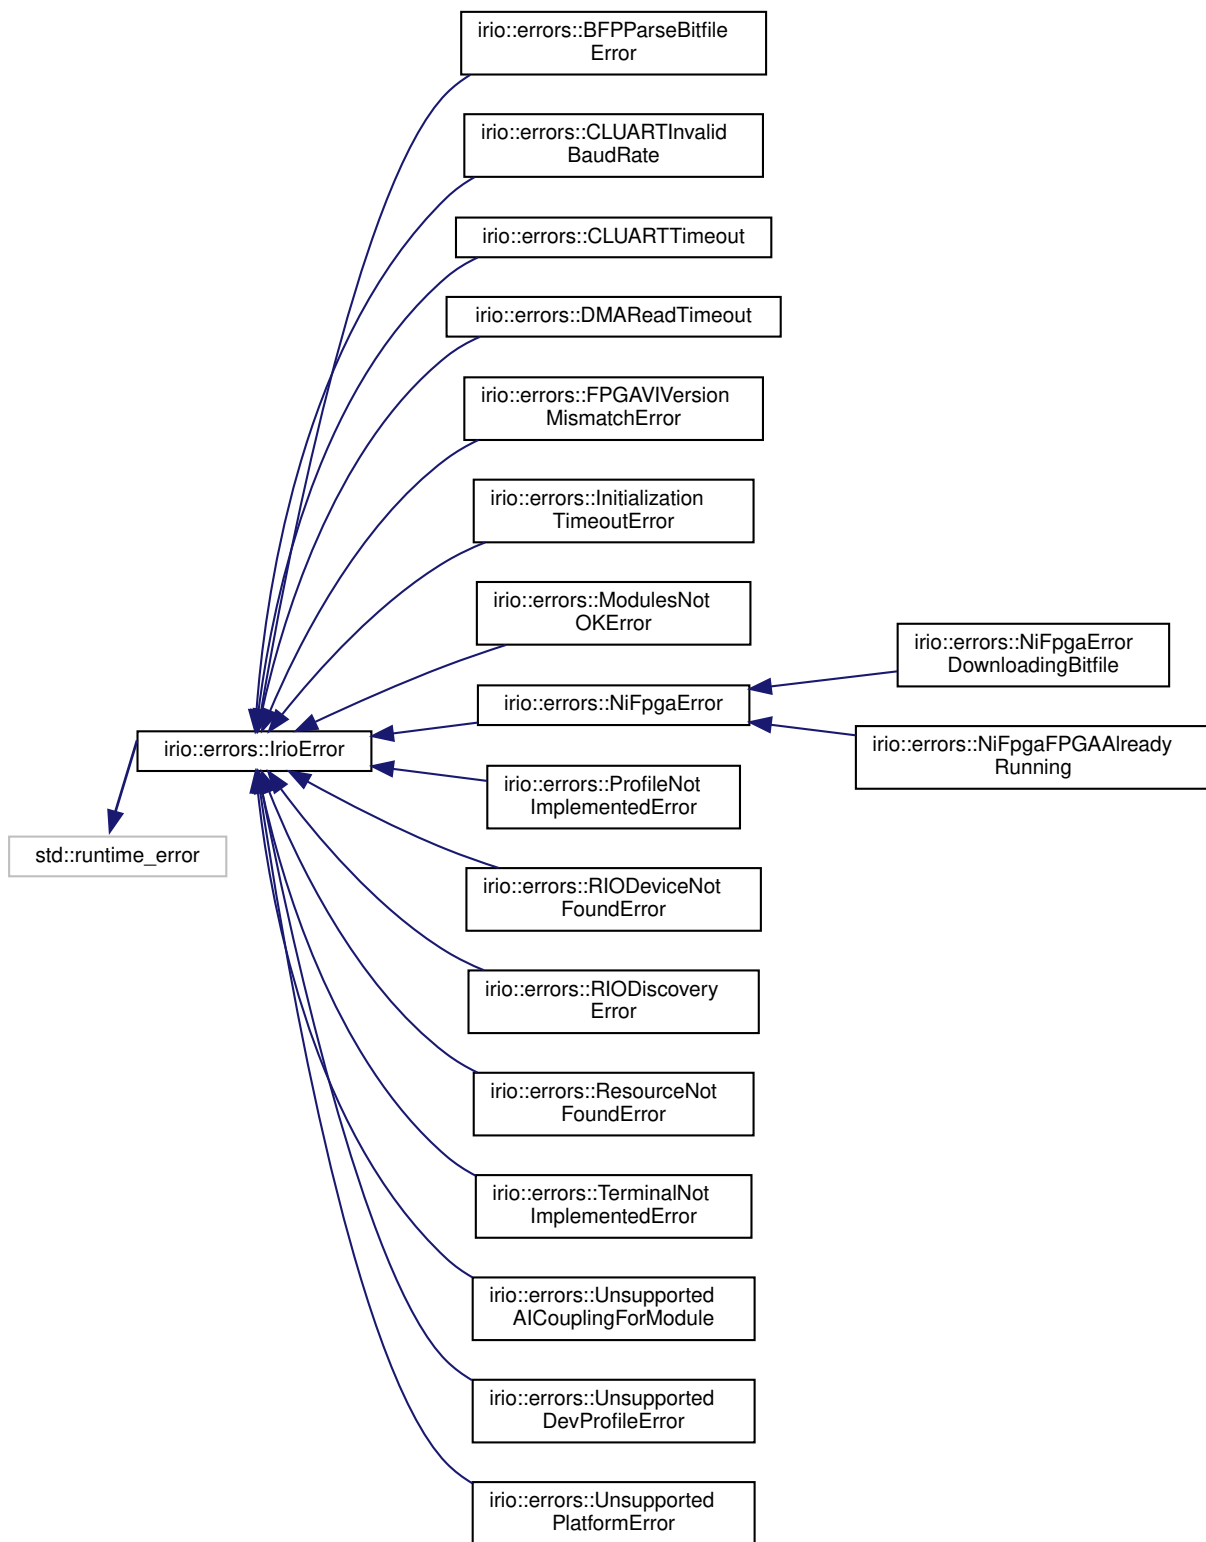 irio::errors::BFPParseBitfile
Error
irio::errors::CLUARTInvalid
BaudRate
irio::errors::CLUARTTimeout
irio::errors::DMAReadTimeout
irio::errors::FPGAVIVersion
MismatchError
irio::errors::Initialization
TimeoutError
irio::errors::ModulesNot
OKError
irio::errors::NiFpgaError
DownloadingBitfile
irio::errors::NiFpgaError
irio::errors::NiFpgaFPGAAlready
Running
irio::errors::IrioError
irio::errors::ProfileNot
ImplementedError
std::runtime_error
irio::errors::RIODeviceNot
FoundError
irio::errors::RIODiscovery
Error
irio::errors::ResourceNot
FoundError
irio::errors::TerminalNot
ImplementedError
irio::errors::Unsupported
AICouplingForModule
irio::errors::Unsupported
DevProfileError
irio::errors::Unsupported
PlatformError